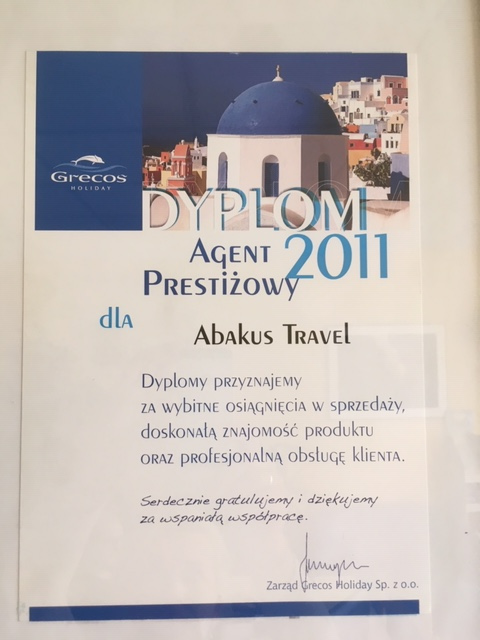 Grecos
HOLIDAY
DYPLOM
Agent
Prestiżowy
2011
dla
Abakus Travel
Dyplomy przyznajemy
za wybitne osiągnięcia w sprzedaży,
doskonałą znajomość produktu
oraz profesjonalną obsługę klienta.
Serdecznie gratulujemy i dziękujemy
za wspaniałą współpracę.
Zarząd Grecos Holiday Sp. z o.o.